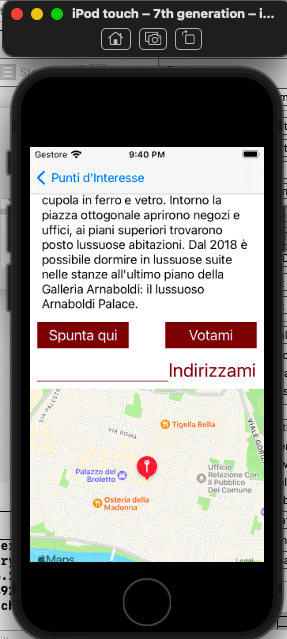 iPod touch – 7th generation – i...
Gestore
9:40 PM
Punti d'Interesse
cupola in ferro e vetro. Intorno la
piazza ottogonale aprirono negozi e
uffici, ai piani superiori trovarono
posto lussuose abitazioni. Dal 2018 è
possibile dormire in lussuose suite
nelle stanze all'ultimo piano della
Galleria Arnaboldi: il lussuoso
Arnaboldi Palace.
Spunta qui
Votami
Indirizzami
VIA PALEST
VIALE GORI
Tigella Bella
VIA ROMA
Palazzo del
Broletto
Ufficio
Relazione Con
Il Pubblico
Del Comune
Osteria della
Madonna
Maps